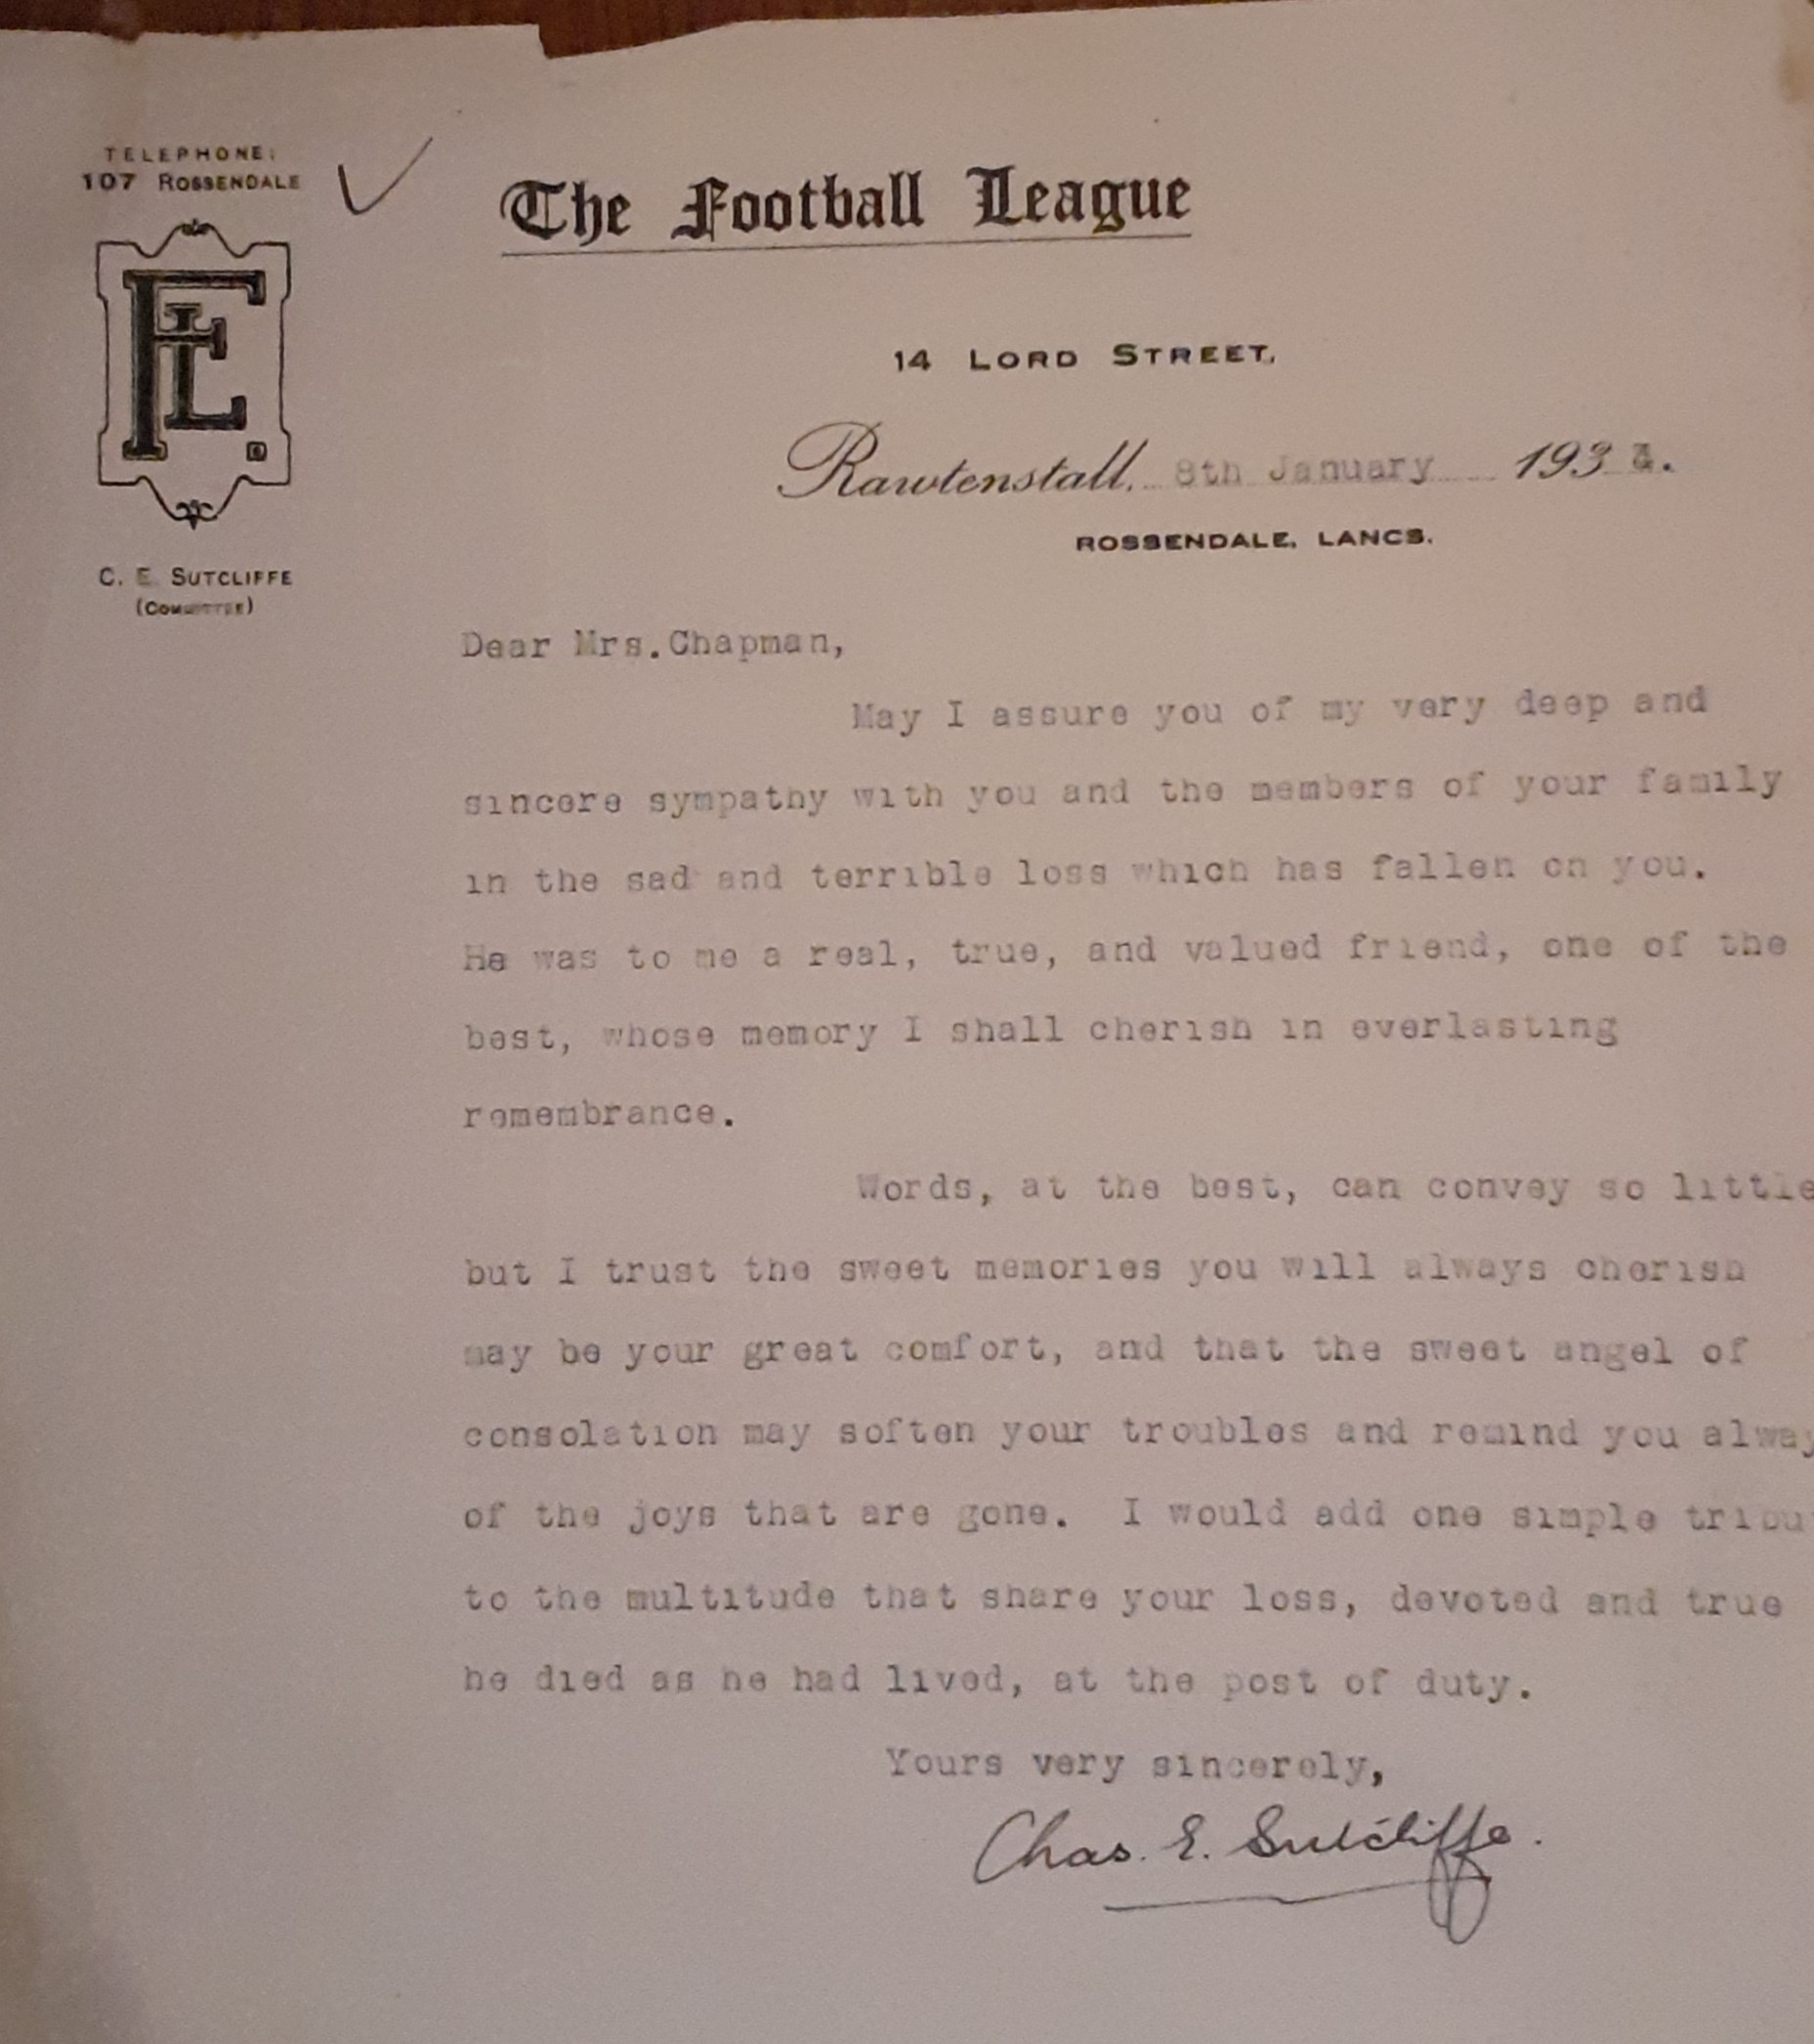 TELEPHONE:
107 ROSSENDALE
The Football League
FL
14 LORD STREET,
Rawtenstall, 8th January 1934.
ROSSENDALE, LANCS.
C. E. SUTCLIFFE
(COMMITTEE)
Dear Mrs.Chapman,
May I assure you of my very deep and
sincere sympathy with you and the members of your family
in the sad and terrible loss which has fallen on you.
He was to me a real, true, and valued friend, one of the
best, whose memory I shall cherish in everlasting
remembrance.
Words, at the best, can convey so little
but I trust the sweet memories you will always cherish
may be your great comfort, and that the sweet angel of
consolation may soften your troubles and remind you alway
of the joys that are gone. I would add one simple tribu
to the multitude that share your loss, devoted and true
he died as he had lived, at the post of duty.
Yours very sincerely,
Chas. E. Sutcliffe.